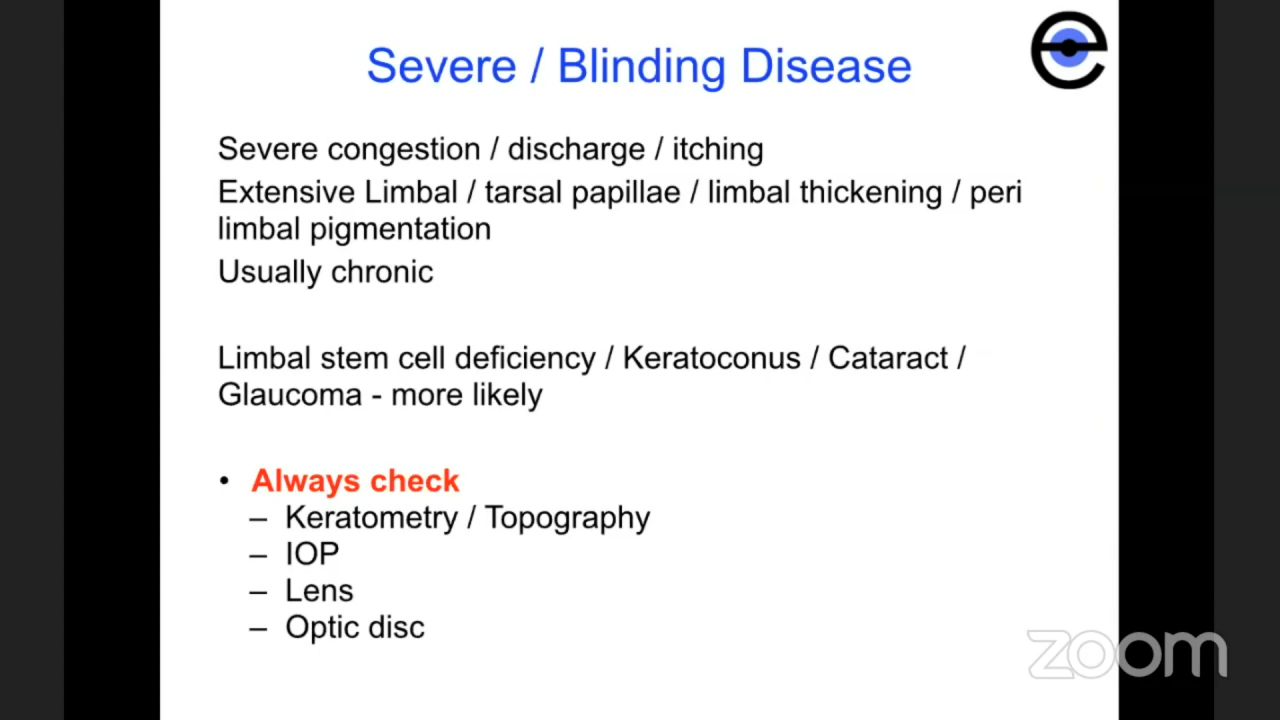 Severe / Blinding Disease
Severe congestion / discharge / itching
Extensive Limbal / tarsal papillae / limbal thickening / peri
limbal pigmentation
Usually chronic
Limbal stem cell deficiency / Keratoconus / Cataract /
Glaucoma - more likely
• Always check
– Keratometry / Topography
– IOP
– Lens
– Optic disc
zoom